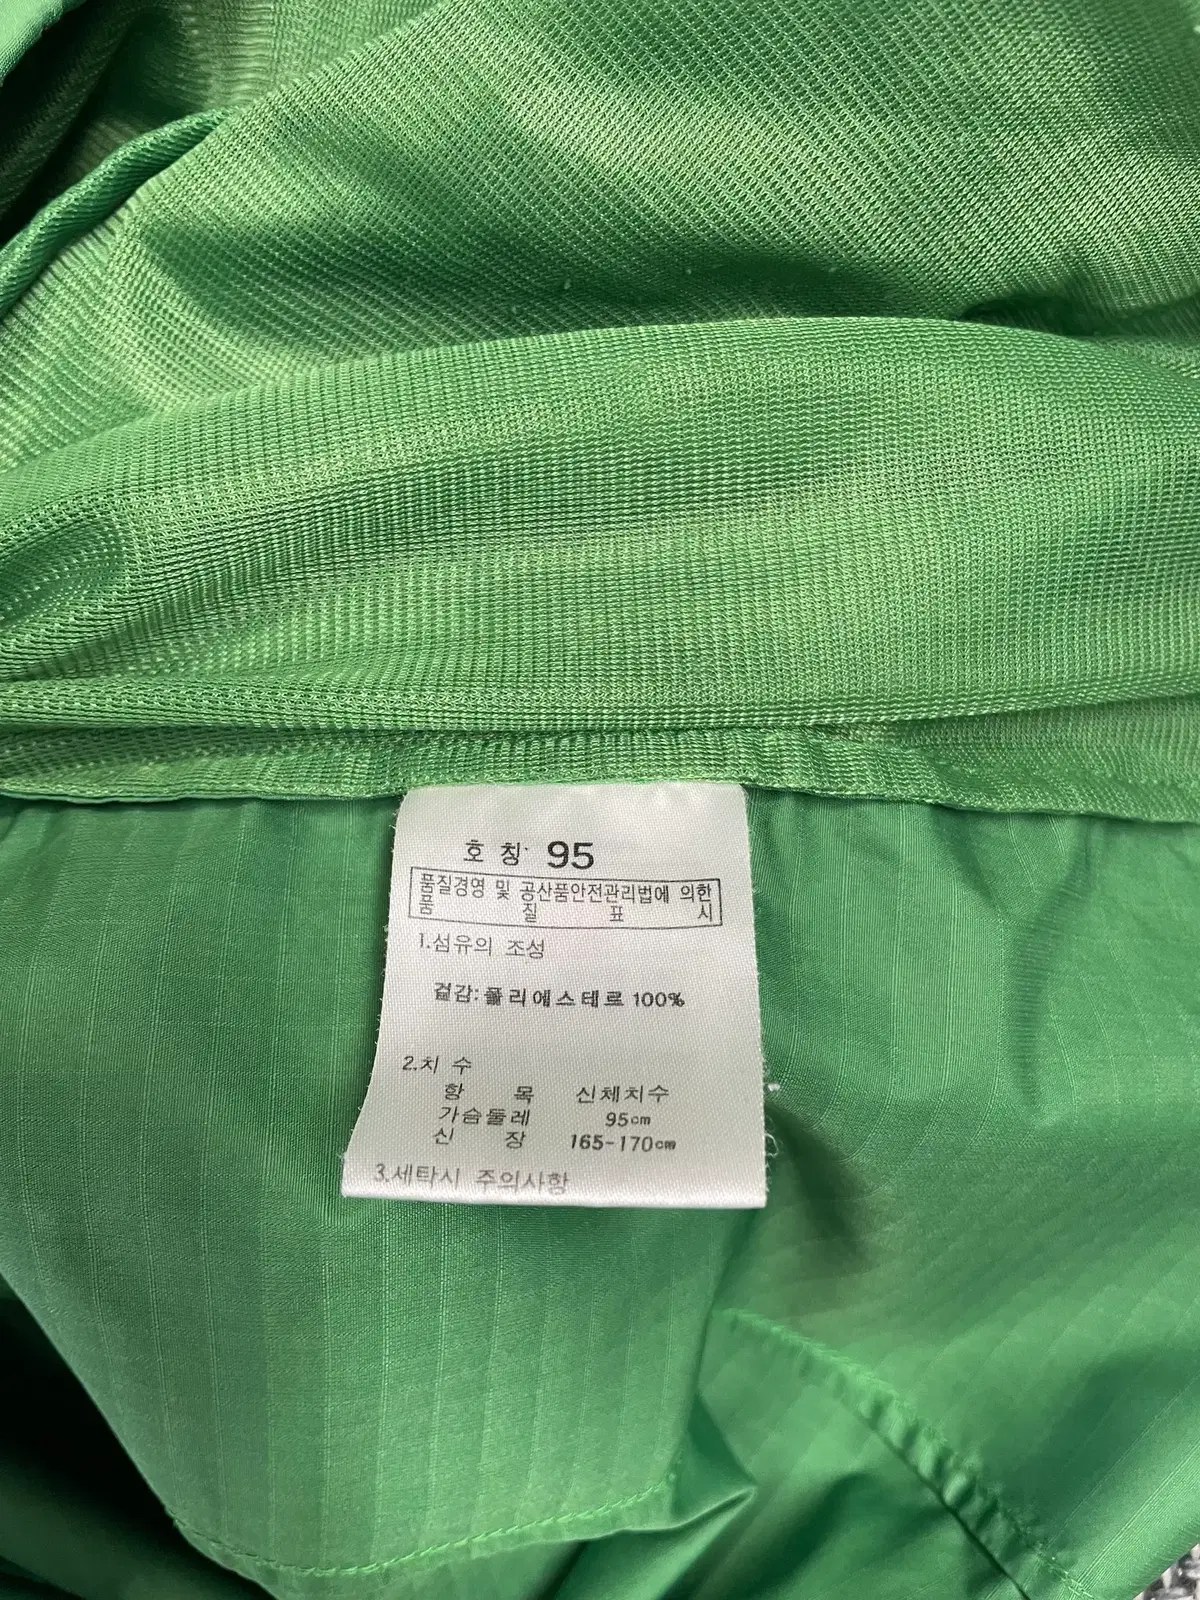 호 칭 95
품질경영 및 공산품안전관리법에 의한
품 질 표 시
1.섬유의 조성
겉감:폴리에스테르 100%
2.치 수
항 목 신체치수
가슴둘레 95cm
신 장 165-170cm
3.세탁시 주의사항